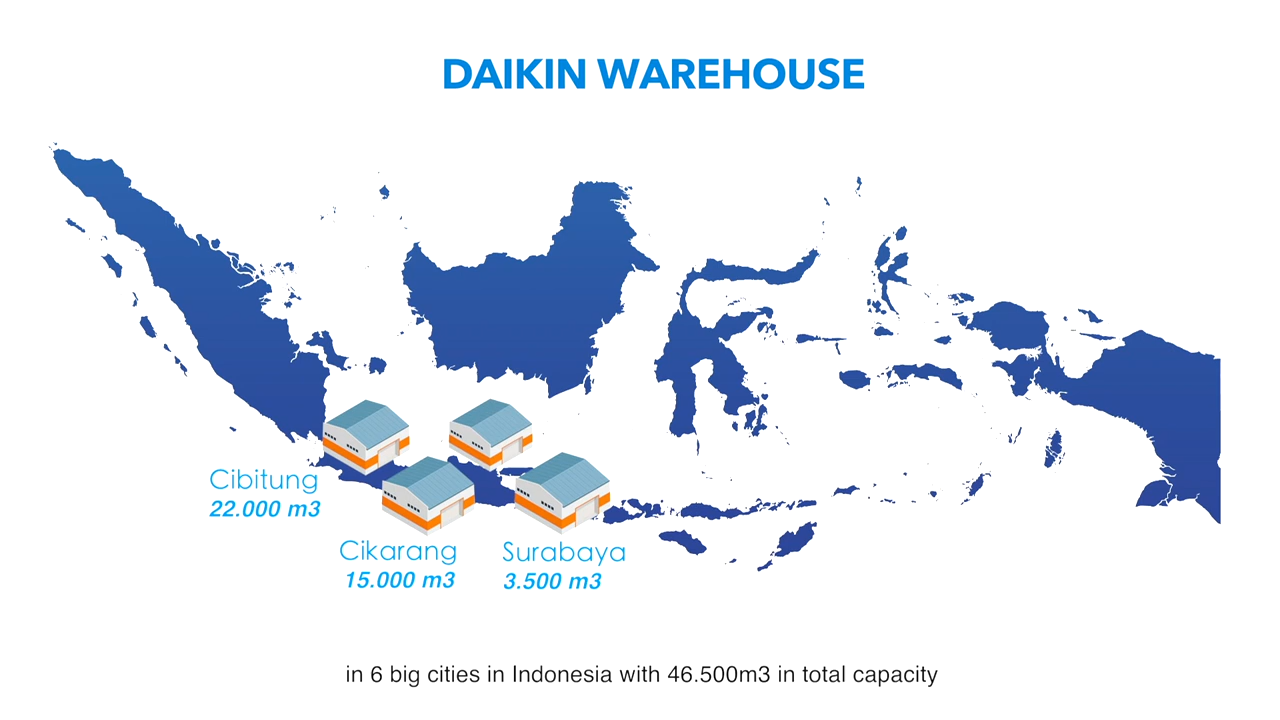 DAIKIN WAREHOUSE
Cibitung
22.000 m3
Cikarang
15.000 m3
Surabaya
3.500 m3
in 6 big cities in Indonesia with 46.500m3 in total capacity